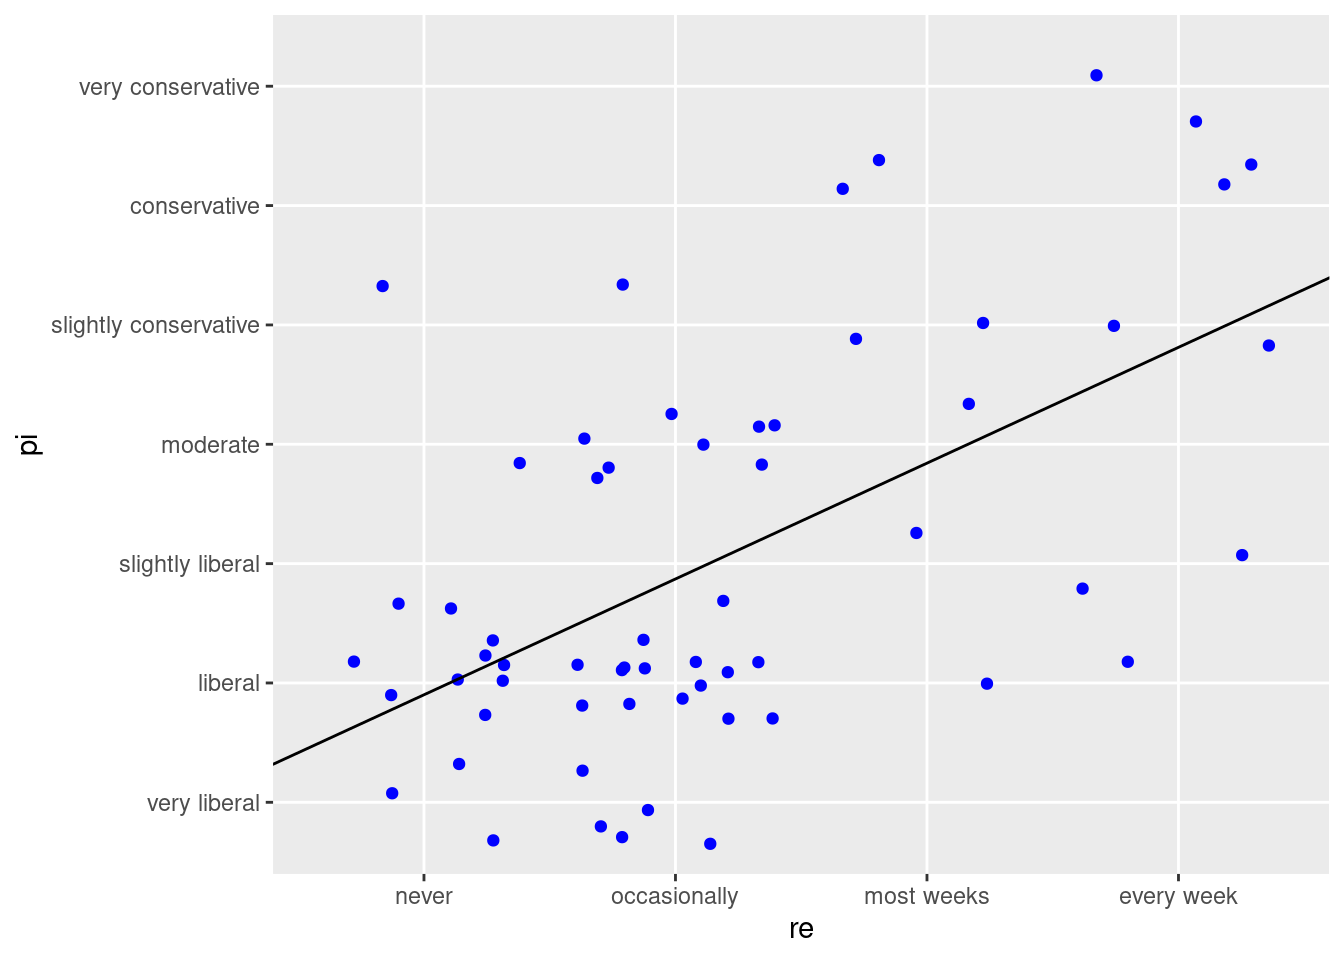 very conservative
conservative
slightly conservative
moderate
slightly liberal
liberal
very liberal
pi
never occasionally most weeks every week
re